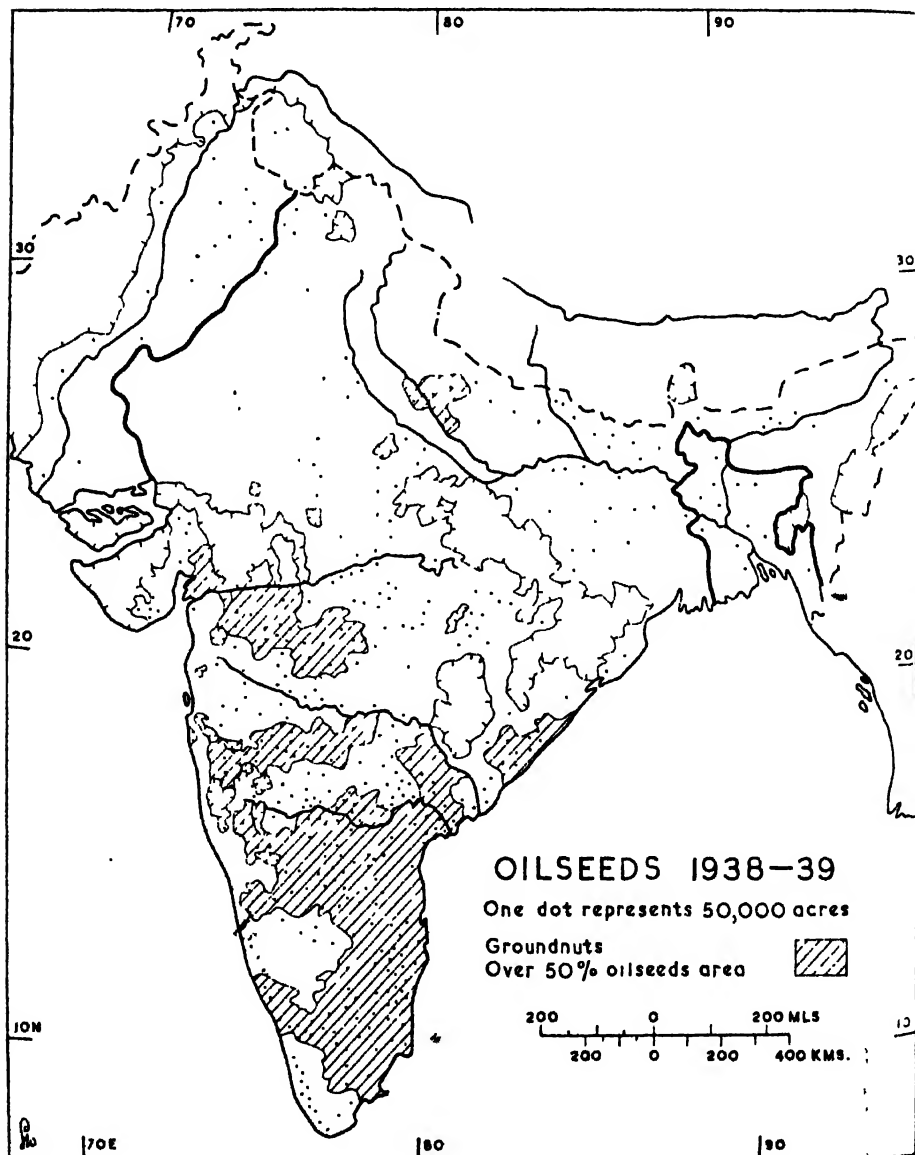 70
80
90
30
30
20
20
OILSEEDS 1938-39
One dot represents 50,000 acres
Groundnuts
Over 50% oilseeds area
200 0 200 MLS
10N
10
200 0 200 400 KMS.
70E
80
90